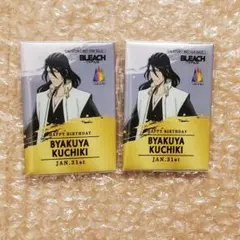 BLEACH
HAPPY BIRTHDAY
BYAKUYA
KUCHIKI
JAN.31st
BLEACH
HAPPY BIRTHDAY
BYAKUYA
KUCHIKI
JAN.31st